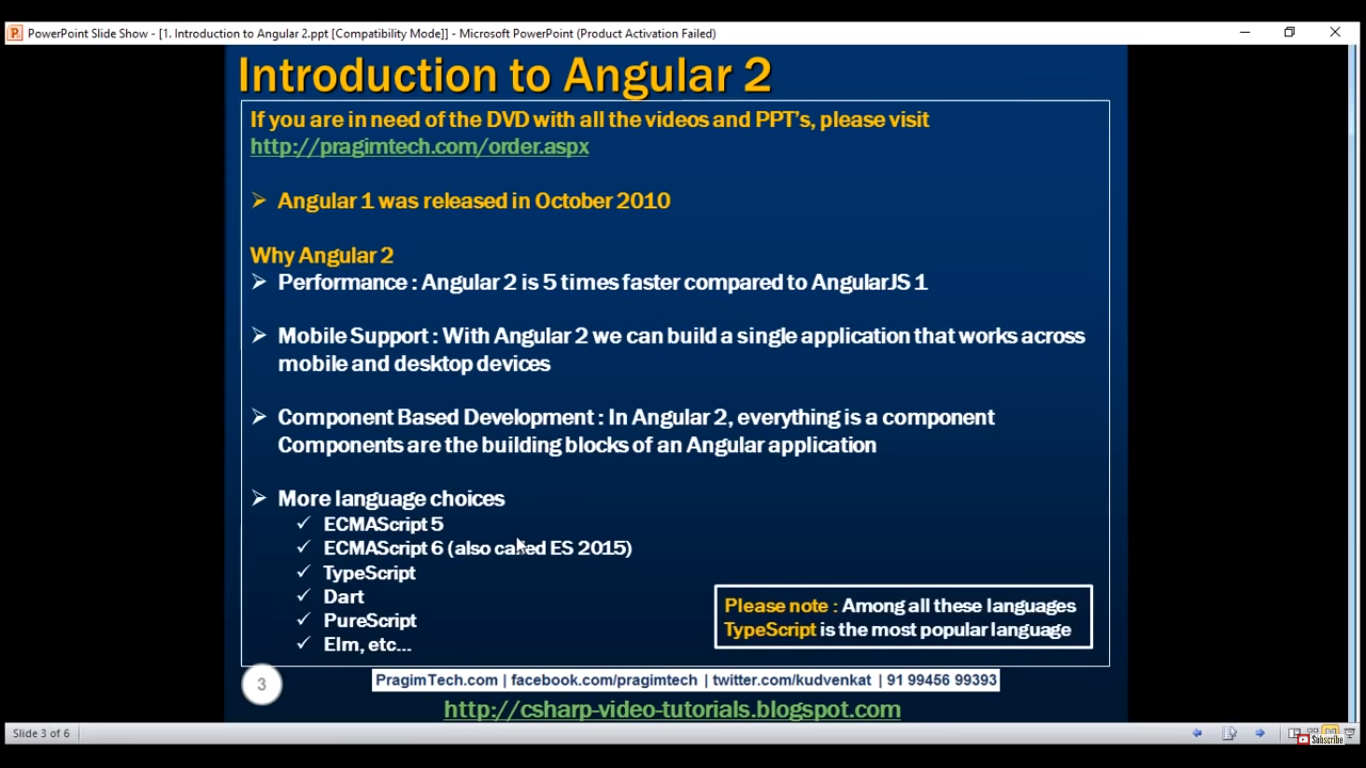 PowerPoint Slide Show - [1. Introduction to Angular 2.ppt [Compatibility Mode]] - Microsoft PowerPoint (Product Activation Failed)
Introduction to Angular 2
If you are in need of the DVD with all the videos and PPT's, please visit
http://pragimtech.com/order.aspx
Angular 1 was released in October 2010
Why Angular 2
Performance : Angular 2 is 5 times faster compared to AngularJS 1
Mobile Support : With Angular 2 we can build a single application that works across
mobile and desktop devices
Component Based Development : In Angular 2, everything is a component
Components are the building blocks of an Angular application
More language choices
ECMAScript 5
ECMAScript 6 (also called ES 2015)
TypeScript
Dart
PureScript
Elm, etc...
Please note : Among all these languages
TypeScript is the most popular language
3
PragimTech.com | facebook.com/pragimtech | twitter.com/kudvenkat | 91 99456 99393
http://csharp-video-tutorials.blogspot.com
Slide 3 of 6
Subscribe